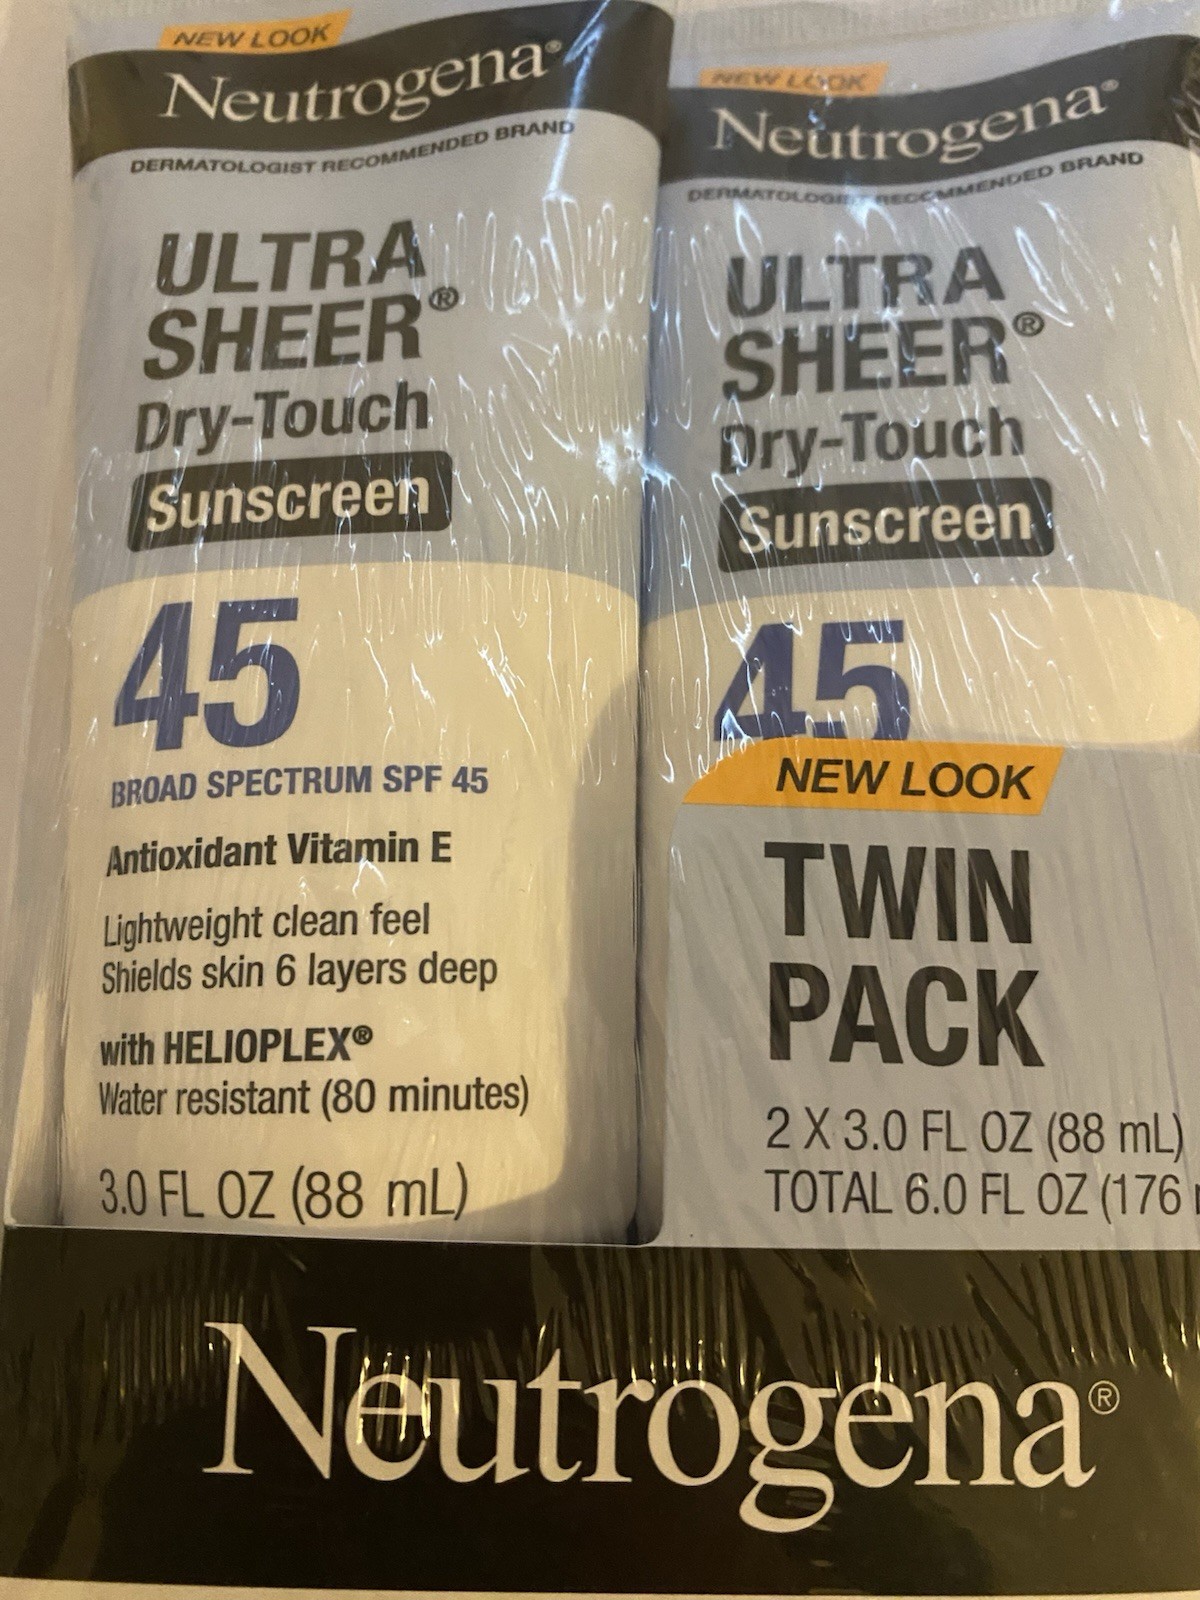 NEW LOOK
Neutrogena®
DERMATOLOGIST RECOMMENDED BRAND
ULTRA
SHEER®
Dry-Touch
Sunscreen
45
BROAD SPECTRUM SPF 45
Antioxidant Vitamin E
Lightweight clean feel
Shields skin 6 layers deep
with HELIOPLEX®
Water resistant (80 minutes)
3.0 FL OZ (88 mL)
NEW LOOK
Neutrogena®
DERMATOLOGIST RECOMMENDED BRAND
ULTRA
SHEER®
Dry-Touch
Sunscreen
45
NEW LOOK
TWIN
PACK
2 X 3.0 FL OZ (88 mL)
TOTAL 6.0 FL OZ (176
Neutrogena®